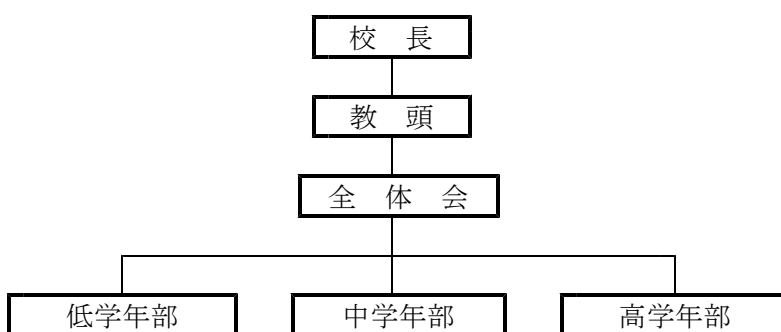 校　長
教　頭
全　体　会
低学年部
中学年部
高学年部